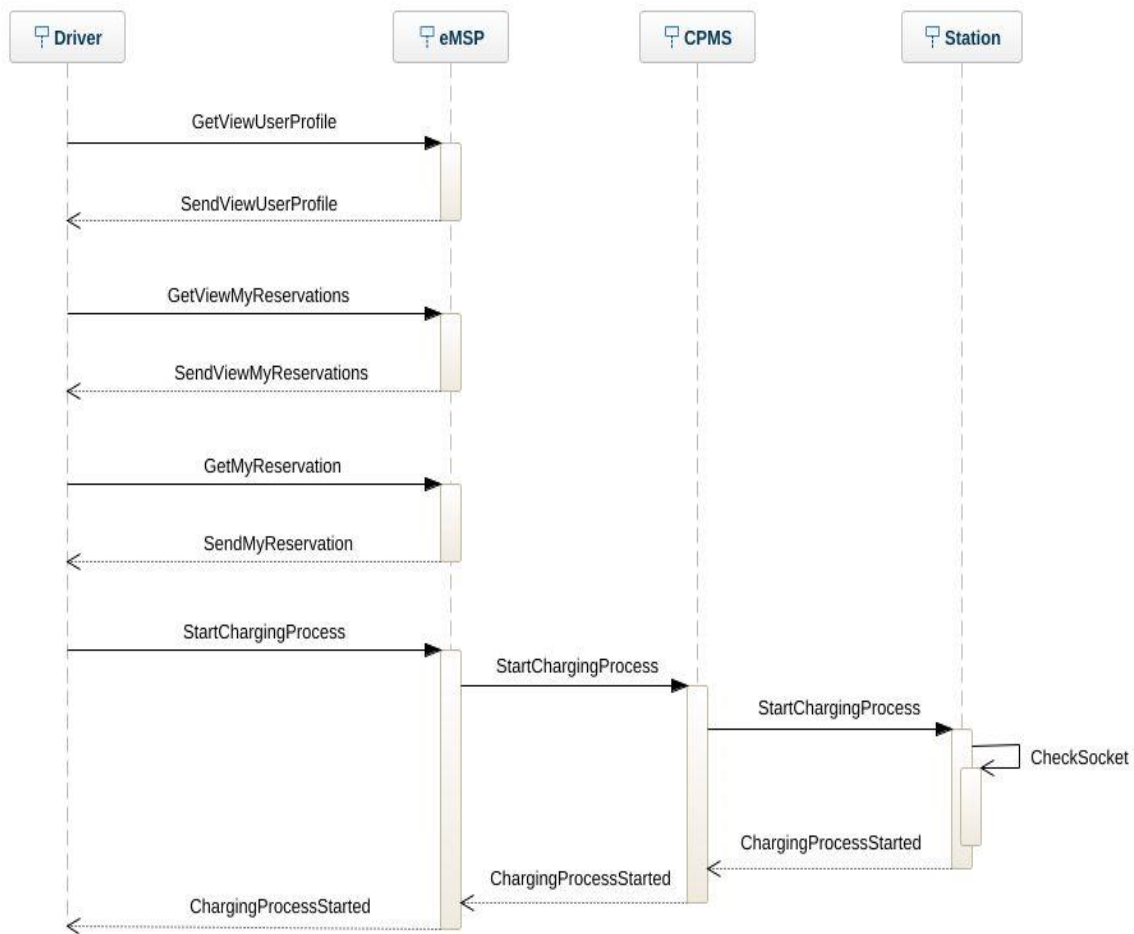 Driver
eMSP
CPMS
Station
GetViewUserProfile
SendViewUserProfile
GetViewMyReservations
SendViewMyReservations
GetMyReservation
SendMyReservation
StartChargingProcess
StartChargingProcess
StartChargingProcess
CheckSocket
ChargingProcessStarted
ChargingProcessStarted
ChargingProcessStarted